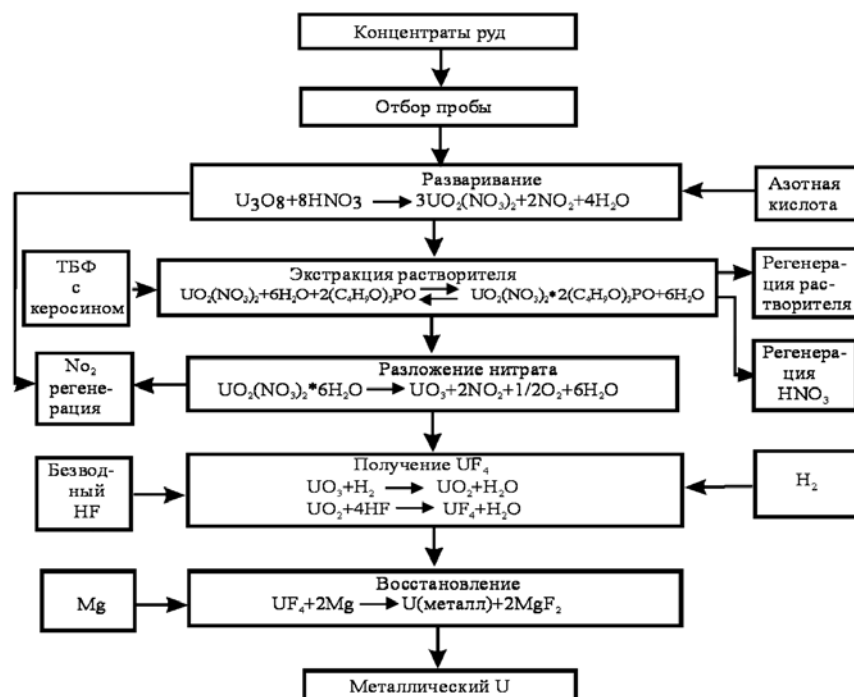 Концентраты руд
Отбор пробы
Разваривание
U₃O₈+8HNO₃ → 3UO₂(NO₃)₂+2NO₂+4H₂O
Азотная
кислота
ТБФ
с
керосином
Экстракция растворителя
UO₂(NO₃)₂+6H₂O+2(C₄H₉O)₃PO ⇄ UO₂(NO₃)₂*2(C₄H₉O)₃PO+6H₂O
Регенера-
ция рас-
творителя
No₂
регене-
рация
Разложение нитрата
UO₂(NO₃)₂*6H₂O → UO₃+2NO₂+1/2O₂+6H₂O
Регенера-
ция
HNO₃
Безвод-
ный
HF
Получение UF₄
UO₃+H₂ → UO₂+H₂O
UO₂+4HF → UF₄+H₂O
H₂
Mg
Восстановление
UF₄+2Mg → U(металл)+2MgF₂
Металлический U